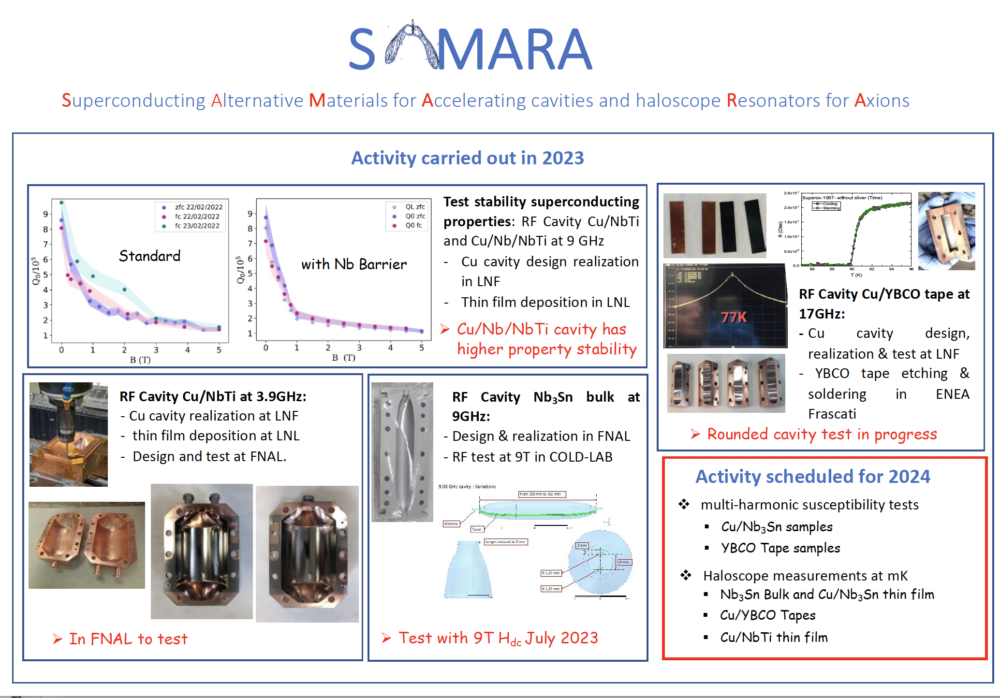 SAMARA
Superconducting Alternative Materials for Accelerating cavities and haloscope Resonators for Axions
Activity carried out in 2023
9
8
7
6
5
4
3
2
1
Q0/10^5
0 1 2 3 4 5
B (T)
zfc 22/02/2022
fc 22/02/2022
fc 23/02/2022
Standard
9
8
7
6
5
4
3
2
1
Q0/10^5
0 1 2 3 4 5
B (T)
QL zfc
Q0 zfc
Q0 fc
with Nb Barrier
Test stability superconducting
properties: RF Cavity Cu/NbTi
and Cu/Nb/NbTi at 9 GHz
- Cu cavity design realization
in LNF
- Thin film deposition in LNL
➢ Cu/Nb/NbTi cavity has
higher property stability
Superox-1067- without sliver (Time)
Cooling
Warming
2.5x10^-1
2.0x10^-1
1.5x10^-1
1.0x10^-1
5.0x10^-2
0.0
R (Ohm)
86 88 90 92 94 96
T (K)
77K
RF Cavity Cu/YBCO tape at
17GHz:
- Cu cavity design,
realization & test at LNF
- YBCO tape etching &
soldering in ENEA
Frascati
➢ Rounded cavity test in progress
RF Cavity Cu/NbTi at 3.9GHz:
- Cu cavity realization at LNF
- thin film deposition at LNL
- Design and test at FNAL.
➢ In FNAL to test
RF Cavity Nb₃Sn bulk at
9GHz:
- Design & realization in FNAL
- RF test at 9T in COLD-LAB
9.08 GHz cavity : Variations
From 180 mm to 162 mm
Antenna
Tuner
Length reduced by 9 mm
2 mm
6 mm
R 1.25 mm
R 1.25 mm
➢ Test with 9T Hdc July 2023
Activity scheduled for 2024
❖ multi-harmonic susceptibility tests
▪ Cu/Nb₃Sn samples
▪ YBCO Tape samples
❖ Haloscope measurements at mK
▪ Nb₃Sn Bulk and Cu/Nb₃Sn thin film
▪ Cu/YBCO Tapes
▪ Cu/NbTi thin film